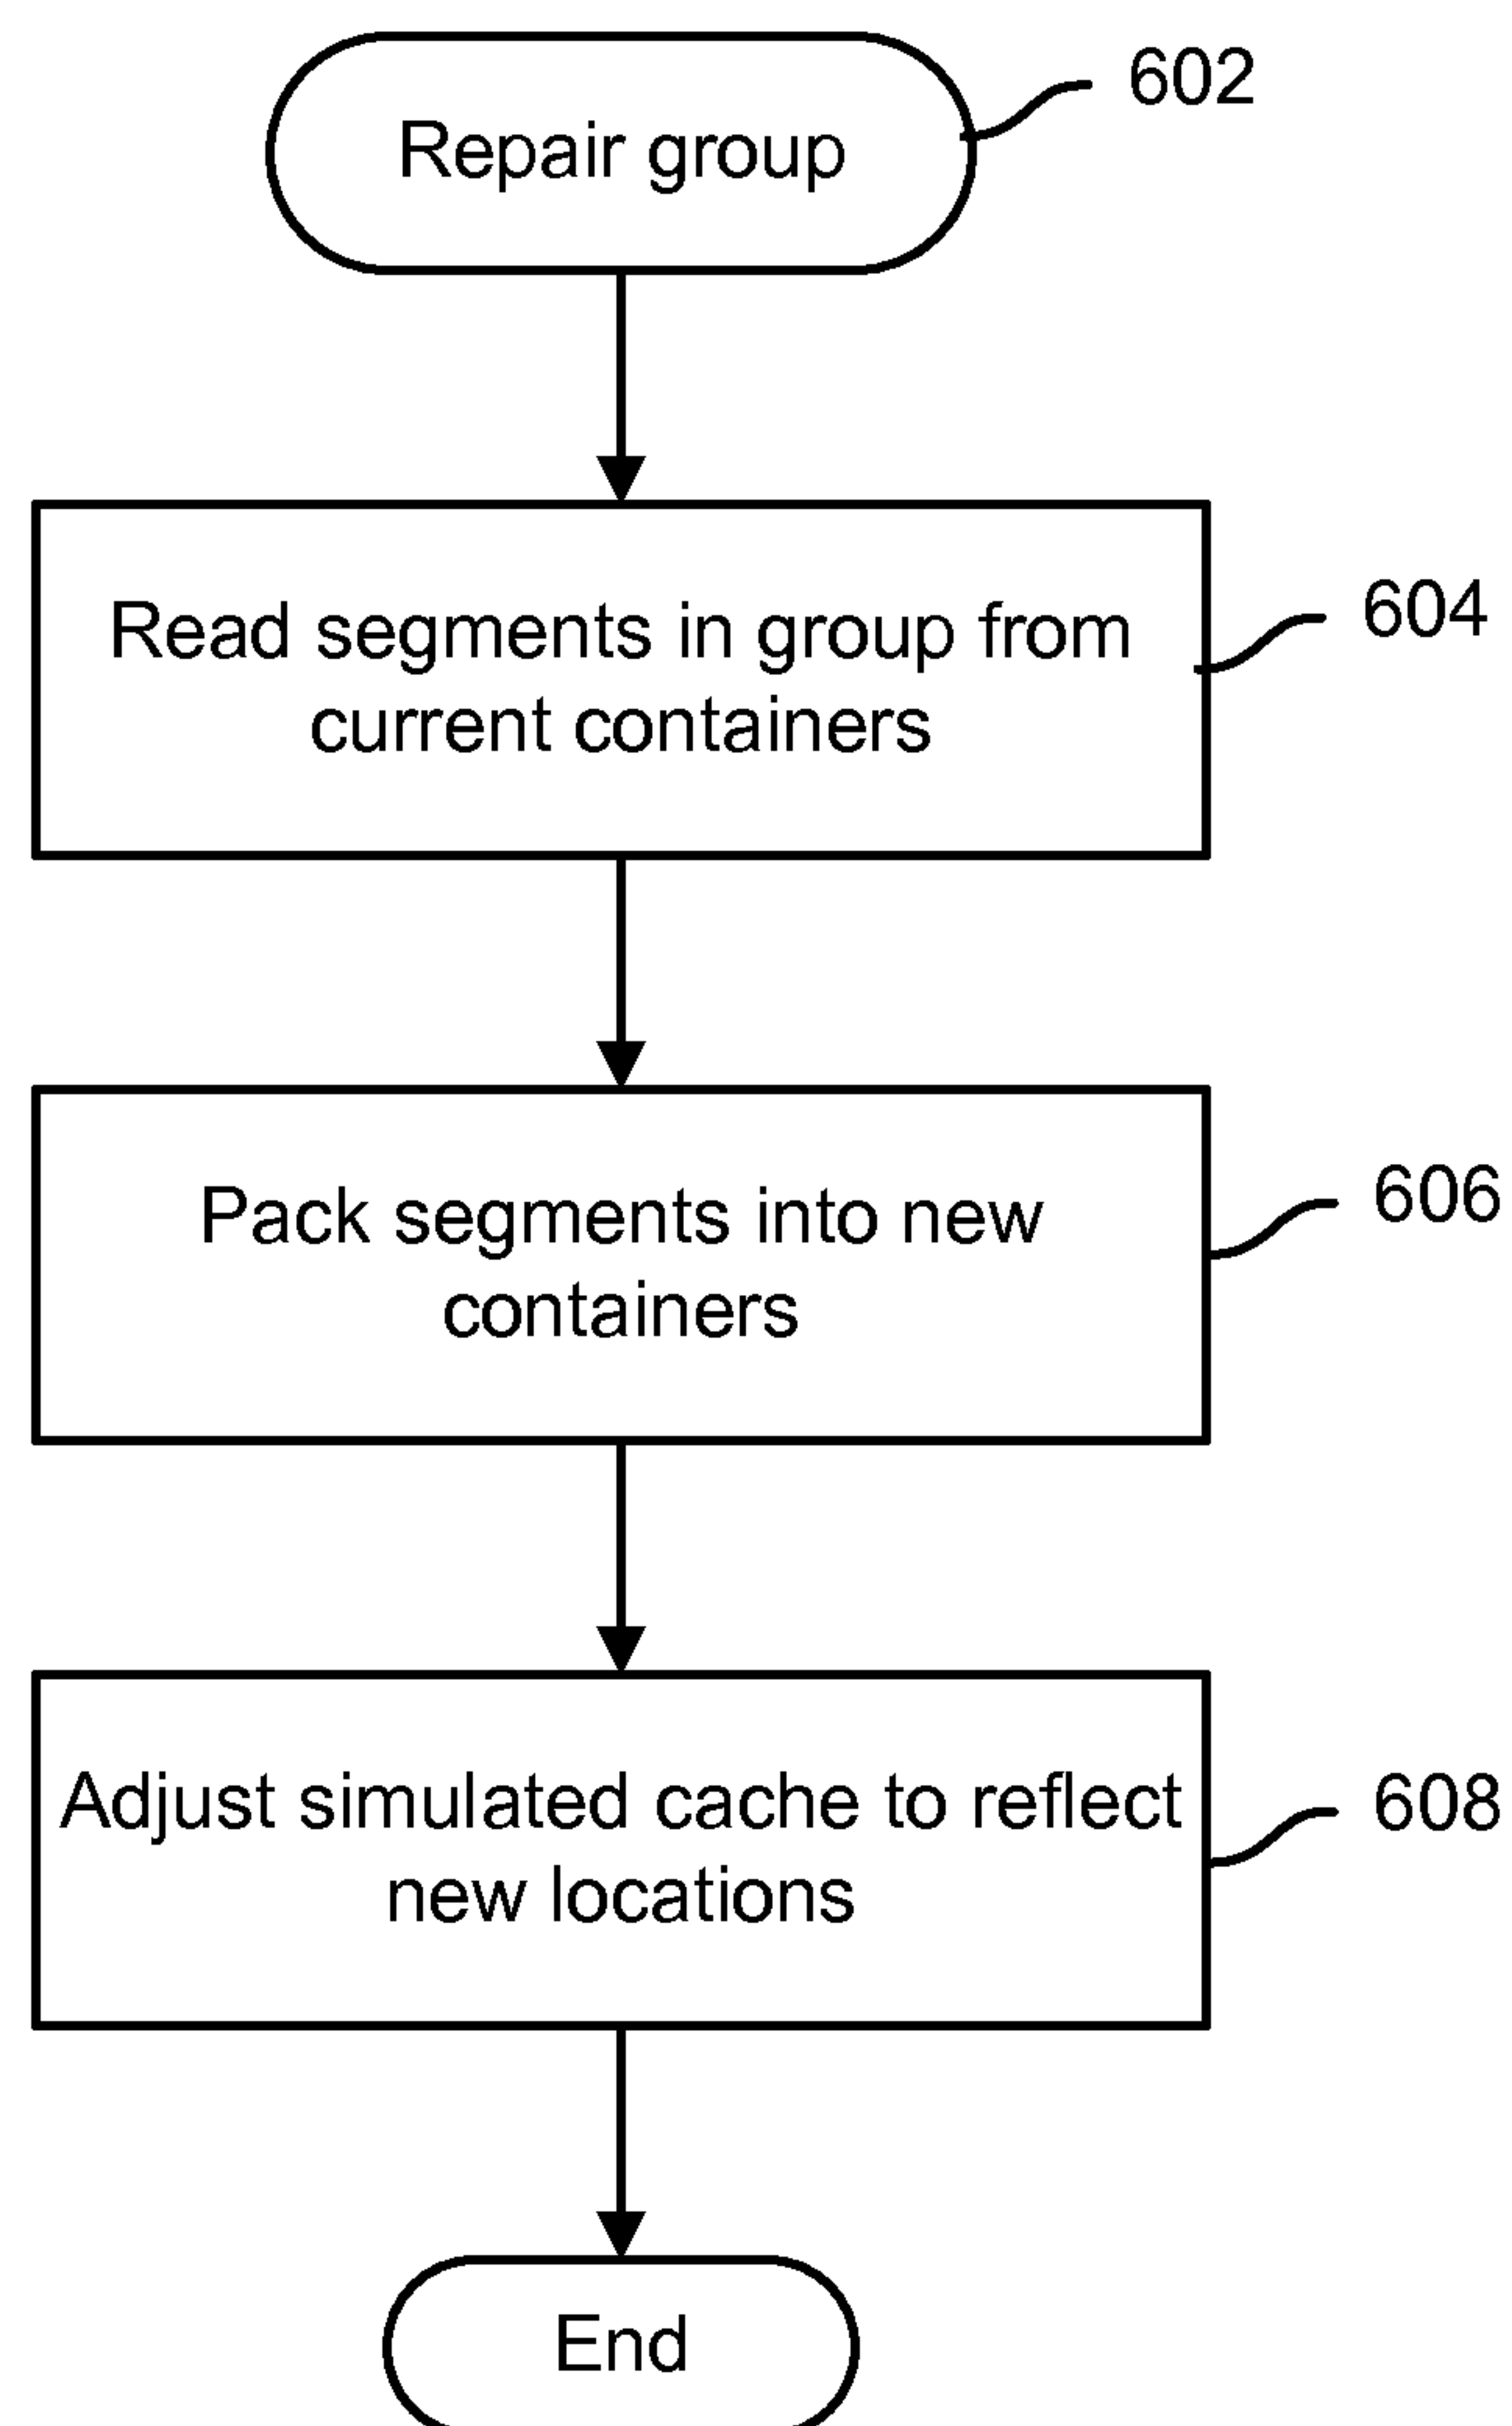 Repair group
602
Read segments in group from
current containers
604
Pack segments into new
containers
606
Adjust simulated cache to reflect
new locations
608
End